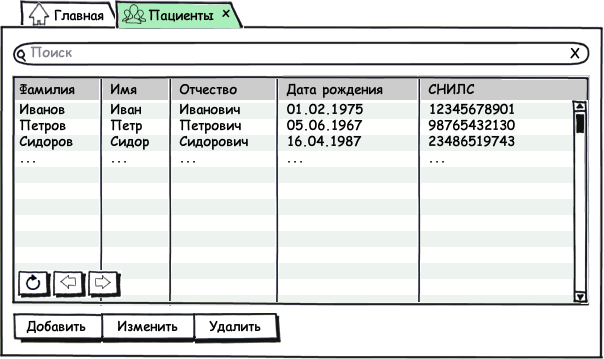 Главная Пациенты x
Поиск X
Фамилия Имя Отчество Дата рождения СНИЛС
Иванов Иван Иванович 01.02.1975 12345678901
Петров Петр Петрович 05.06.1967 98765432130
Сидоров Сидор Сидорович 16.04.1987 23486519743
... ... ... ... ...
Добавить Изменить Удалить